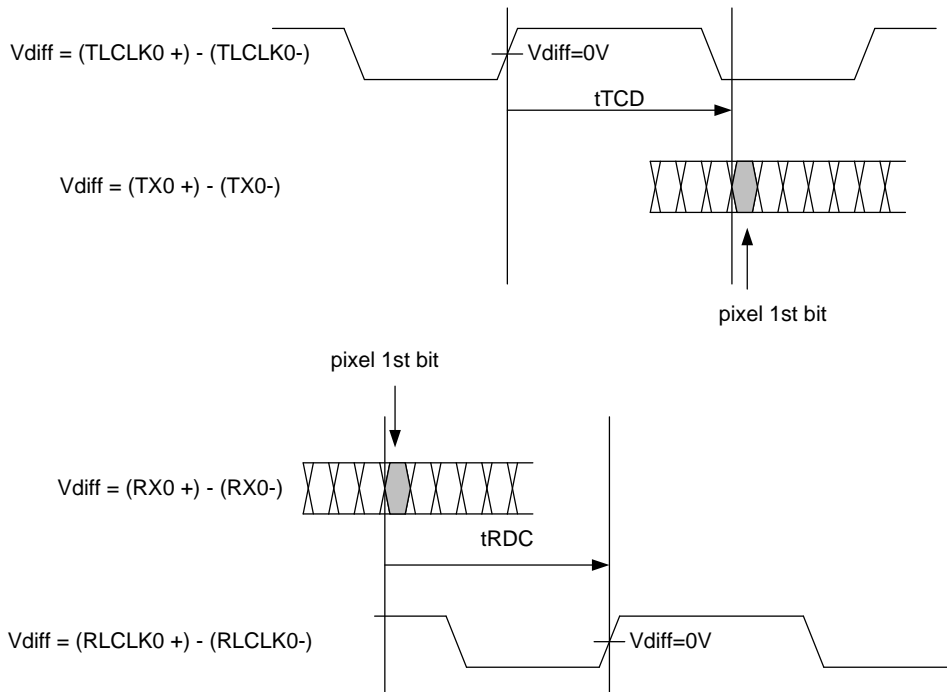 Vdiff = (TLCLK0 +) - (TLCLK0-)
Vdiff=0V
tTCD
Vdiff = (TX0 +) - (TX0-)
pixel 1st bit
pixel 1st bit
Vdiff = (RX0 +) - (RX0-)
tRDC
Vdiff = (RLCLK0 +) - (RLCLK0-)
Vdiff=0V